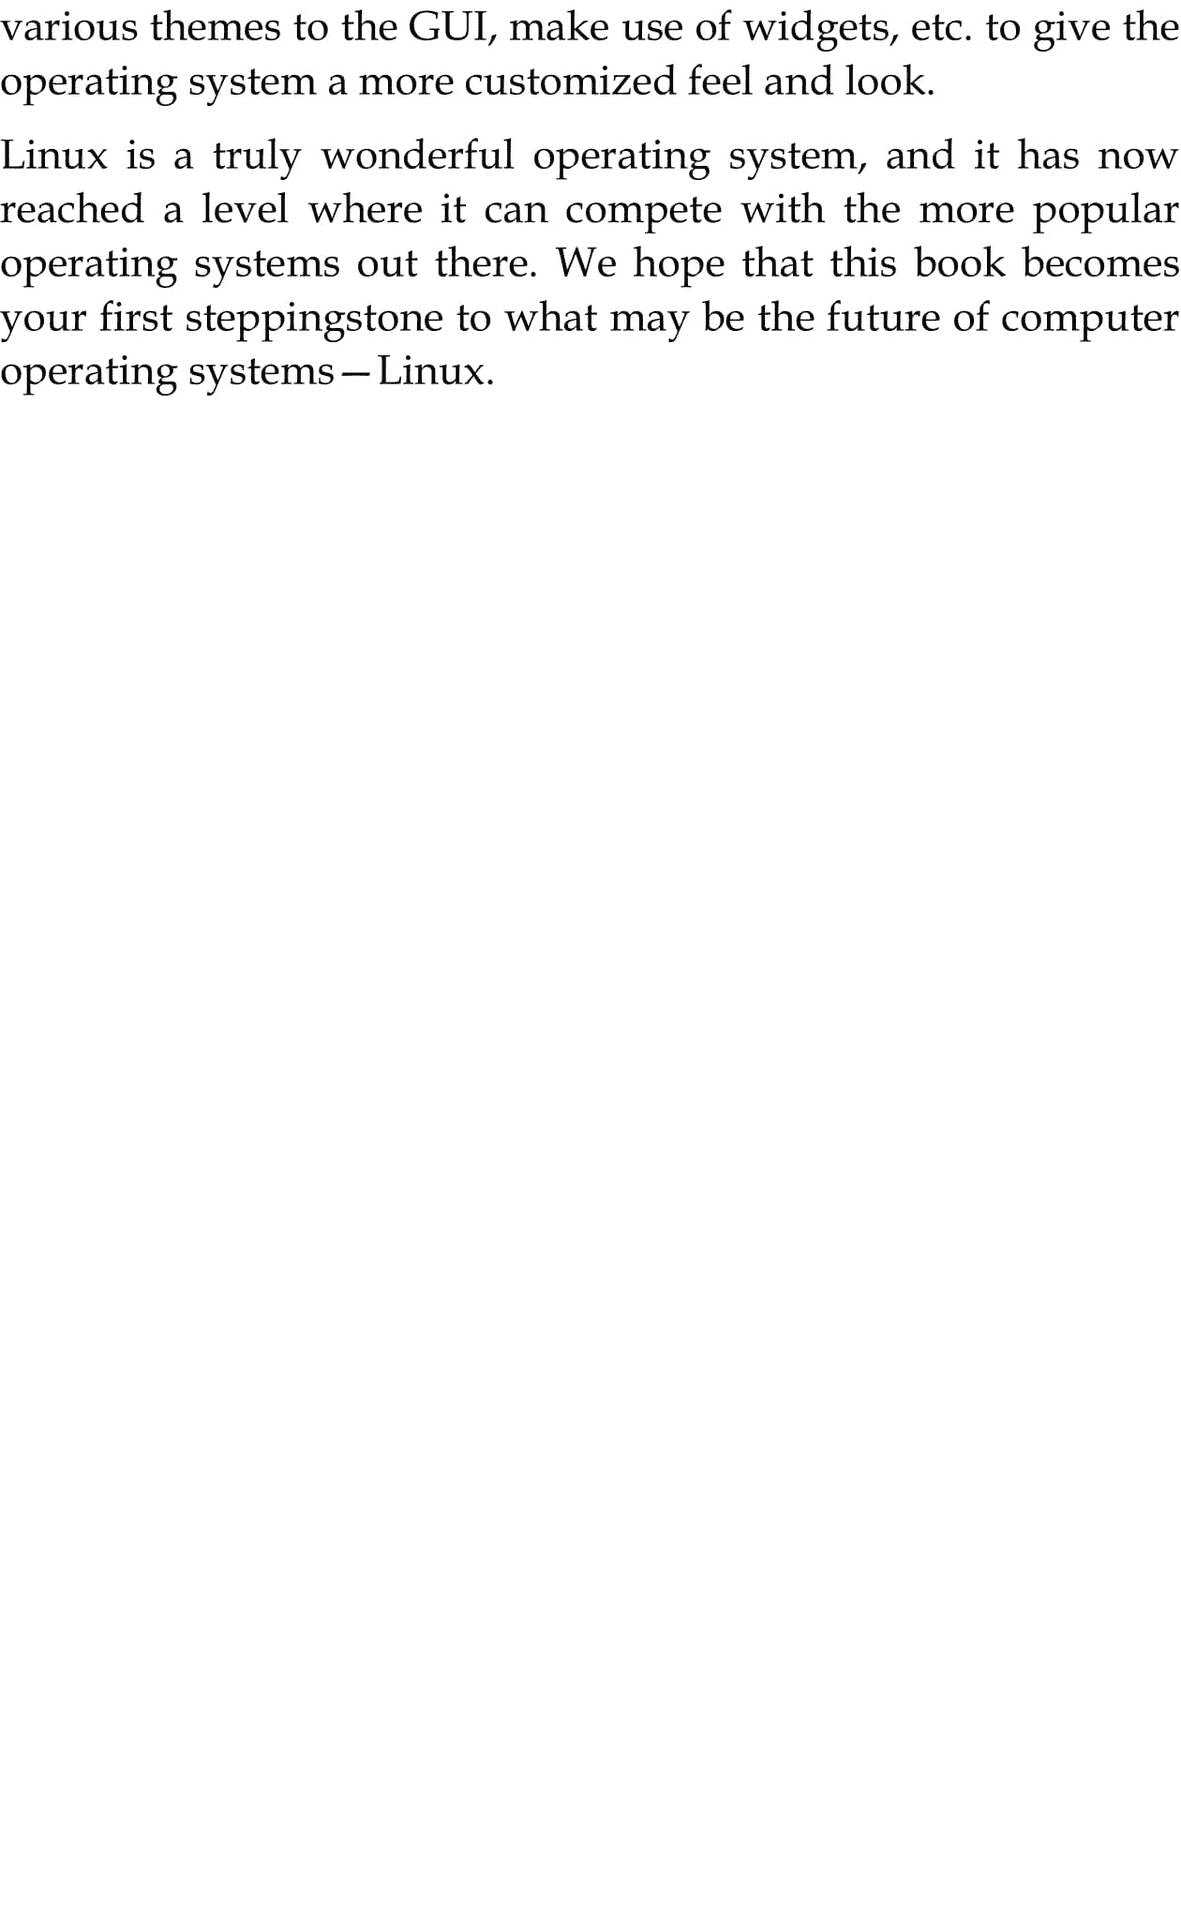 various themes to the GUI, make use of widgets, etc. to give the
operating system a more customized feel and look.
Linux is a truly wonderful operating system, and it has now
reached a level where it can compete with the more popular
operating systems out there. We hope that this book becomes
your first steppingstone to what may be the future of computer
operating systems—Linux.